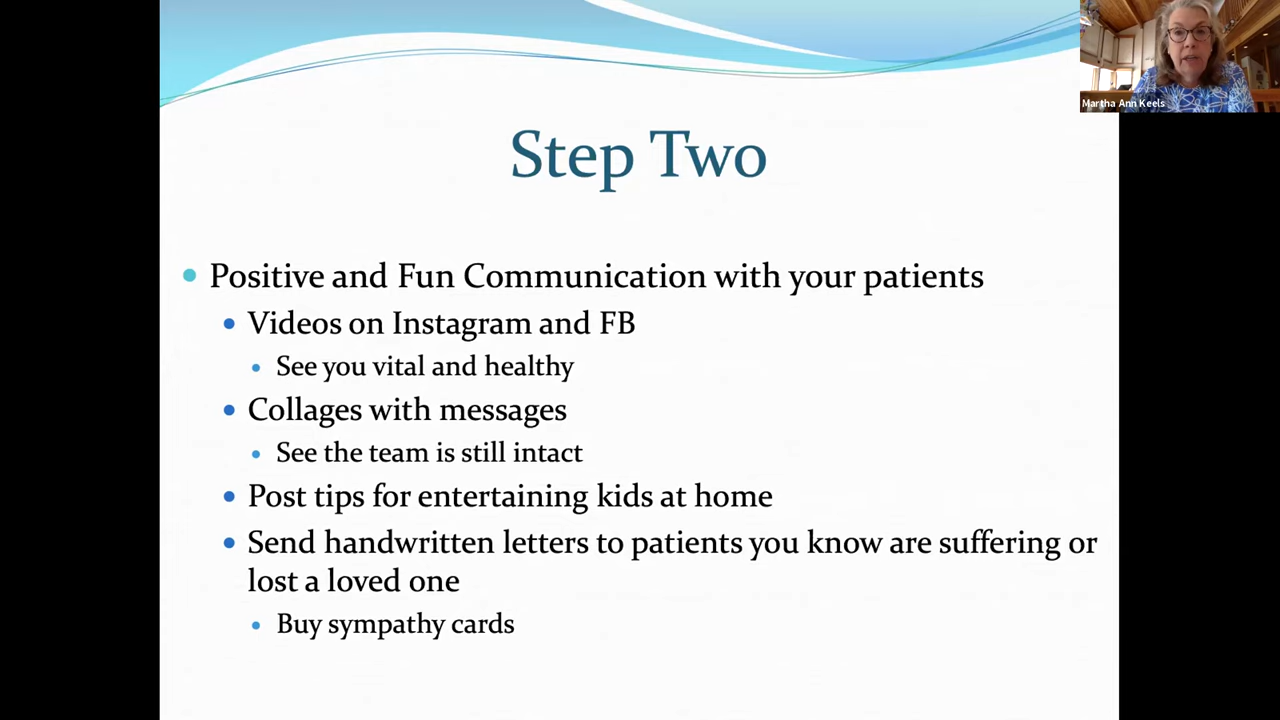 Martha Ann Keels
Step Two
Positive and Fun Communication with your patients
Videos on Instagram and FB
See you vital and healthy
Collages with messages
See the team is still intact
Post tips for entertaining kids at home
Send handwritten letters to patients you know are suffering or
lost a loved one
Buy sympathy cards